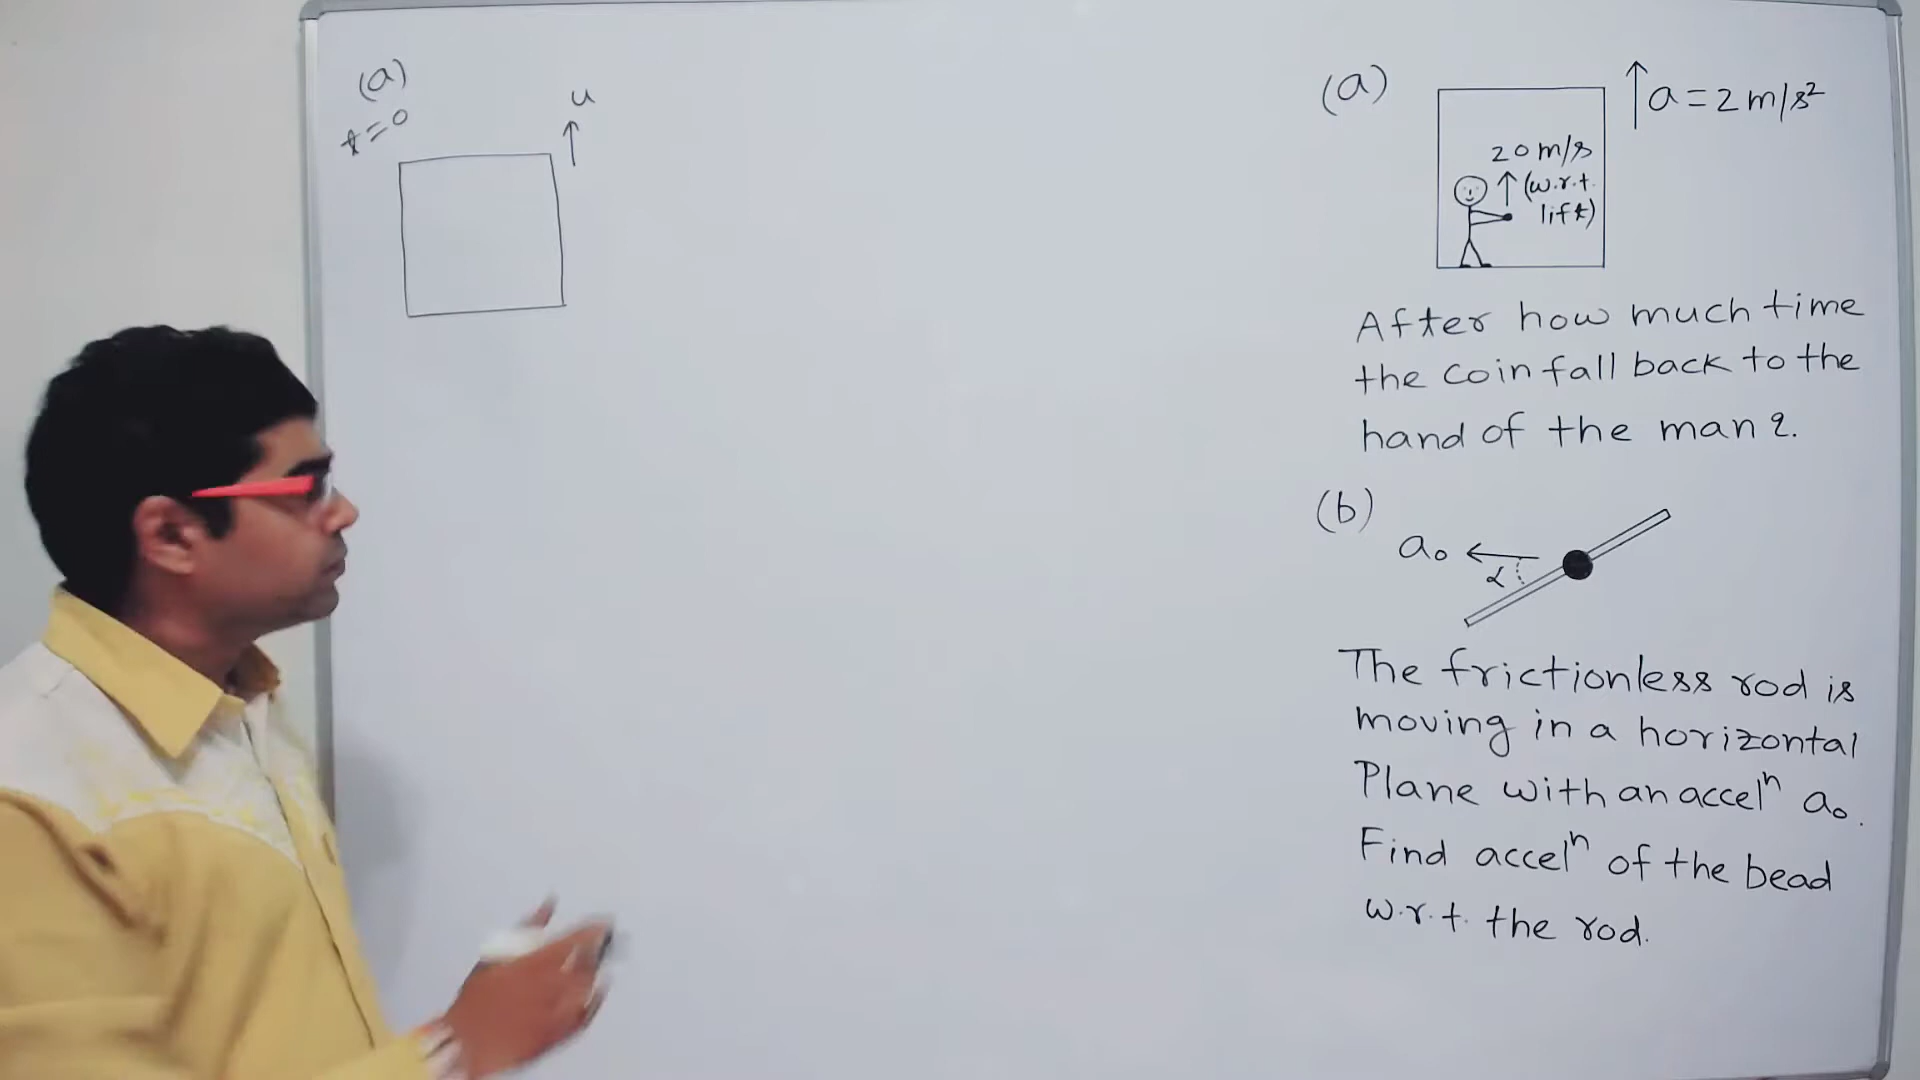 (a)
t=0
u
(a)
a = 2 m/s²
20 m/s
(w.r.t.
lift)
After how much time
the coin fall back to the
hand of the man ?.
(b)
a₀
α
The frictionless rod is
moving in a horizontal
Plane with an accelⁿ a₀.
Find accelⁿ of the bead
w.r.t. the rod.